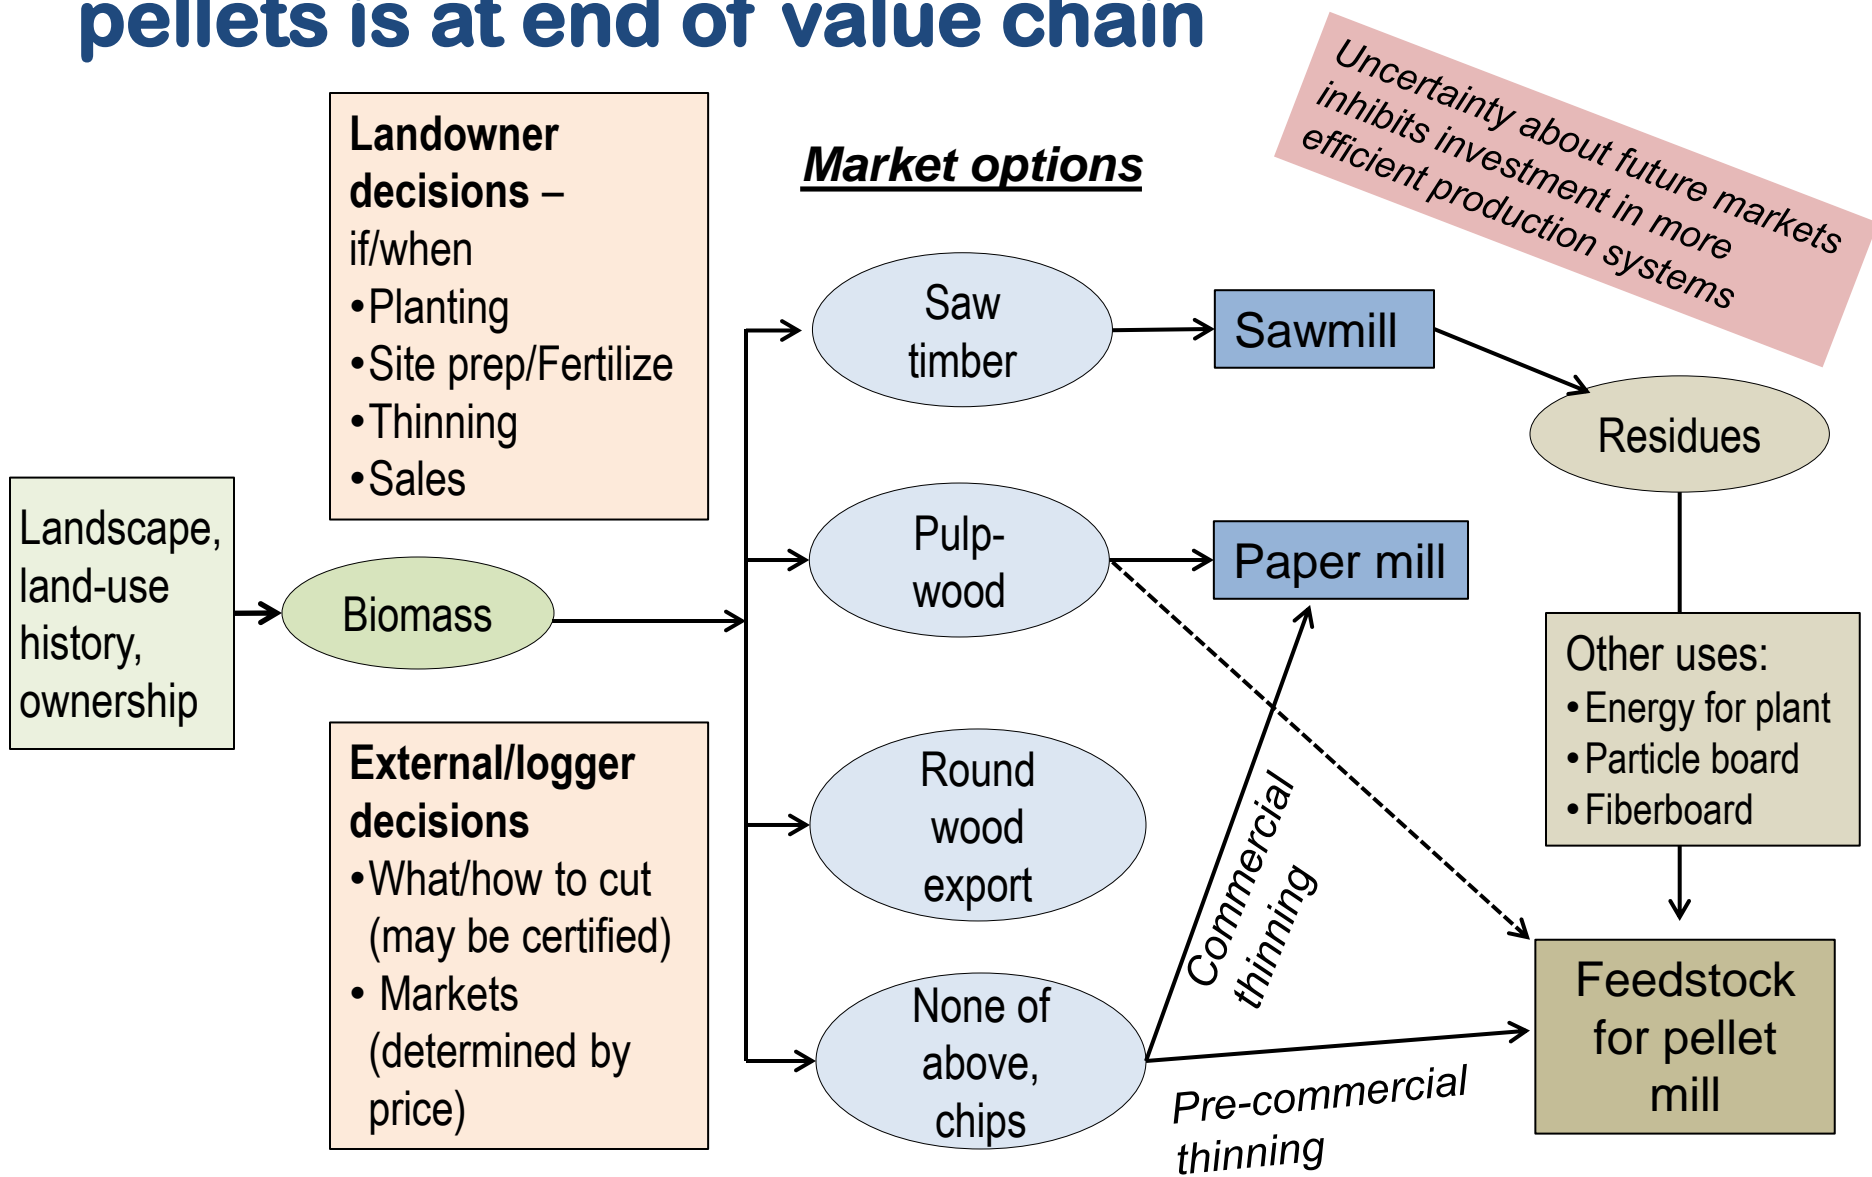 pellets is at end of value chain
Uncertainty about future markets
inhibits investment in more
efficient production systems
Landowner
decisions –
if/when
•Planting
•Site prep/Fertilize
•Thinning
•Sales
Market options
Saw
timber
Sawmill
Residues
Landscape,
land-use
history,
ownership
Biomass
Pulp-
wood
Paper mill
Other uses:
•Energy for plant
•Particle board
•Fiberboard
External/logger
decisions
•What/how to cut
(may be certified)
• Markets
(determined by
price)
Round
wood
export
Commercial
thinning
None of
above,
chips
Pre-commercial
thinning
Feedstock
for pellet
mill